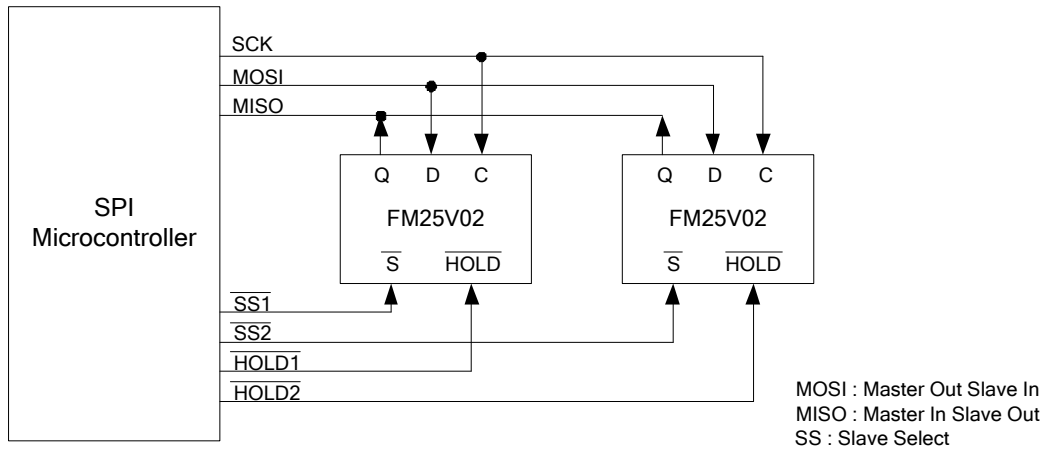 SCK
MOSI
MISO
SPI
Microcontroller
Q D C
FM25V02
S HOLD
Q D C
FM25V02
S HOLD
SS1
SS2
HOLD1
HOLD2
MOSI : Master Out Slave In
MISO : Master In Slave Out
SS : Slave Select